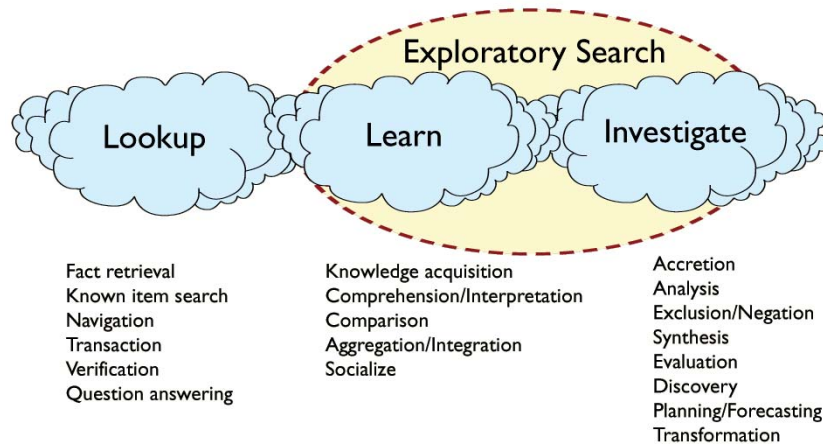 Exploratory Search
Lookup
Learn
Investigate
Fact retrieval
Known item search
Navigation
Transaction
Verification
Question answering
Knowledge acquisition
Comprehension/Interpretation
Comparison
Aggregation/Integration
Socialize
Accretion
Analysis
Exclusion/Negation
Synthesis
Evaluation
Discovery
Planning/Forecasting
Transformation